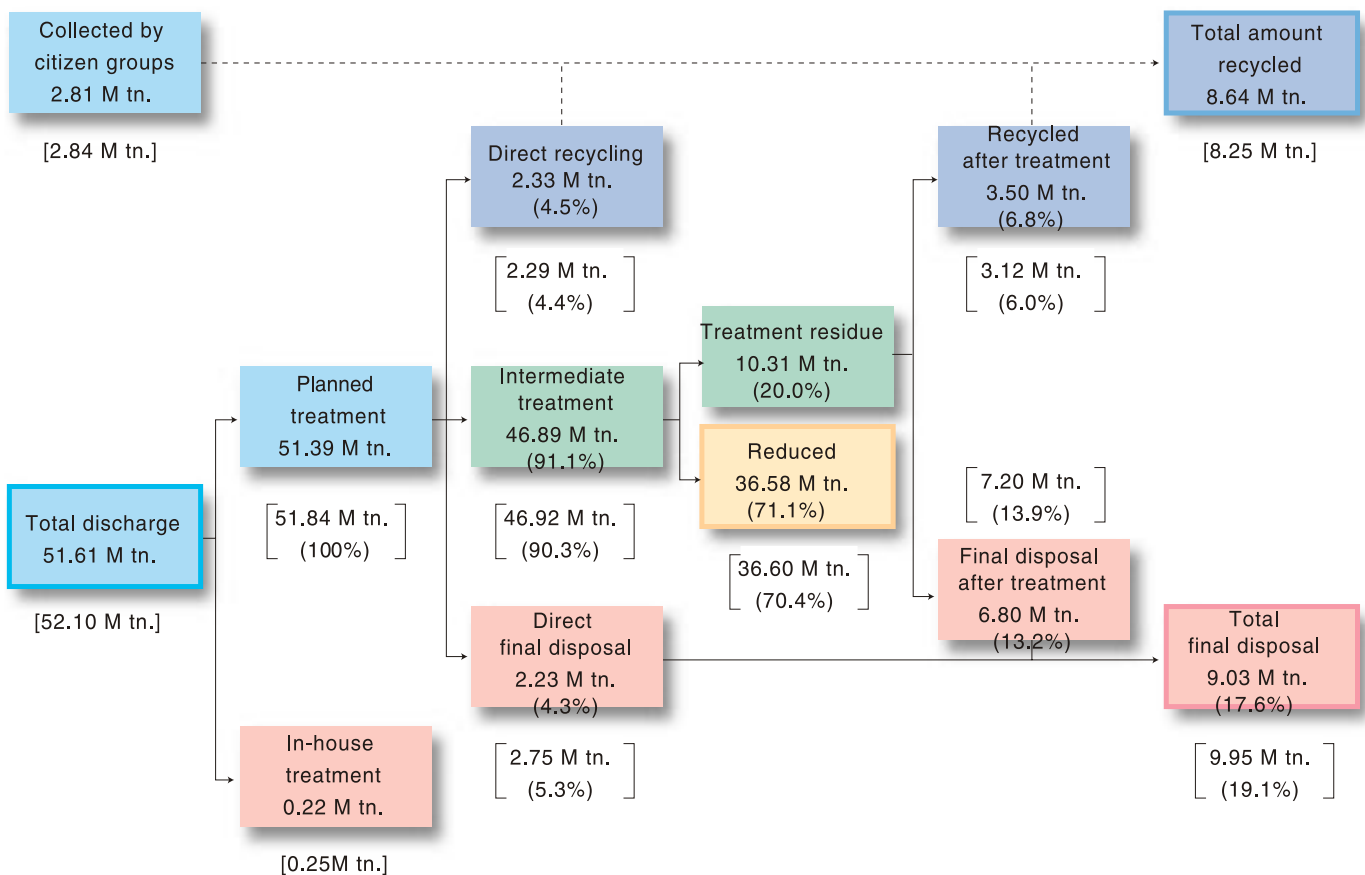 Collected by
citizen groups
2.81 M tn.
[2.84 M tn.]
Total amount
recycled
8.64 M tn.
[8.25 M tn.]
Direct recycling
2.33 M tn.
(4.5%)
2.29 M tn.
(4.4%)
Recycled
after treatment
3.50 M tn.
(6.8%)
3.12 M tn.
(6.0%)
Treatment residue
10.31 M tn.
(20.0%)
Planned
treatment
51.39 M tn.
51.84 M tn.
(100%)
Intermediate
treatment
46.89 M tn.
(91.1%)
46.92 M tn.
(90.3%)
Reduced
36.58 M tn.
(71.1%)
36.60 M tn.
(70.4%)
7.20 M tn.
(13.9%)
Final disposal
after treatment
6.80 M tn.
(13.2%)
Total discharge
51.61 M tn.
[52.10 M tn.]
Direct
final disposal
2.23 M tn.
(4.3%)
2.75 M tn.
(5.3%)
Total
final disposal
9.03 M tn.
(17.6%)
9.95 M tn.
(19.1%)
In-house
treatment
0.22 M tn.
[0.25M tn.]